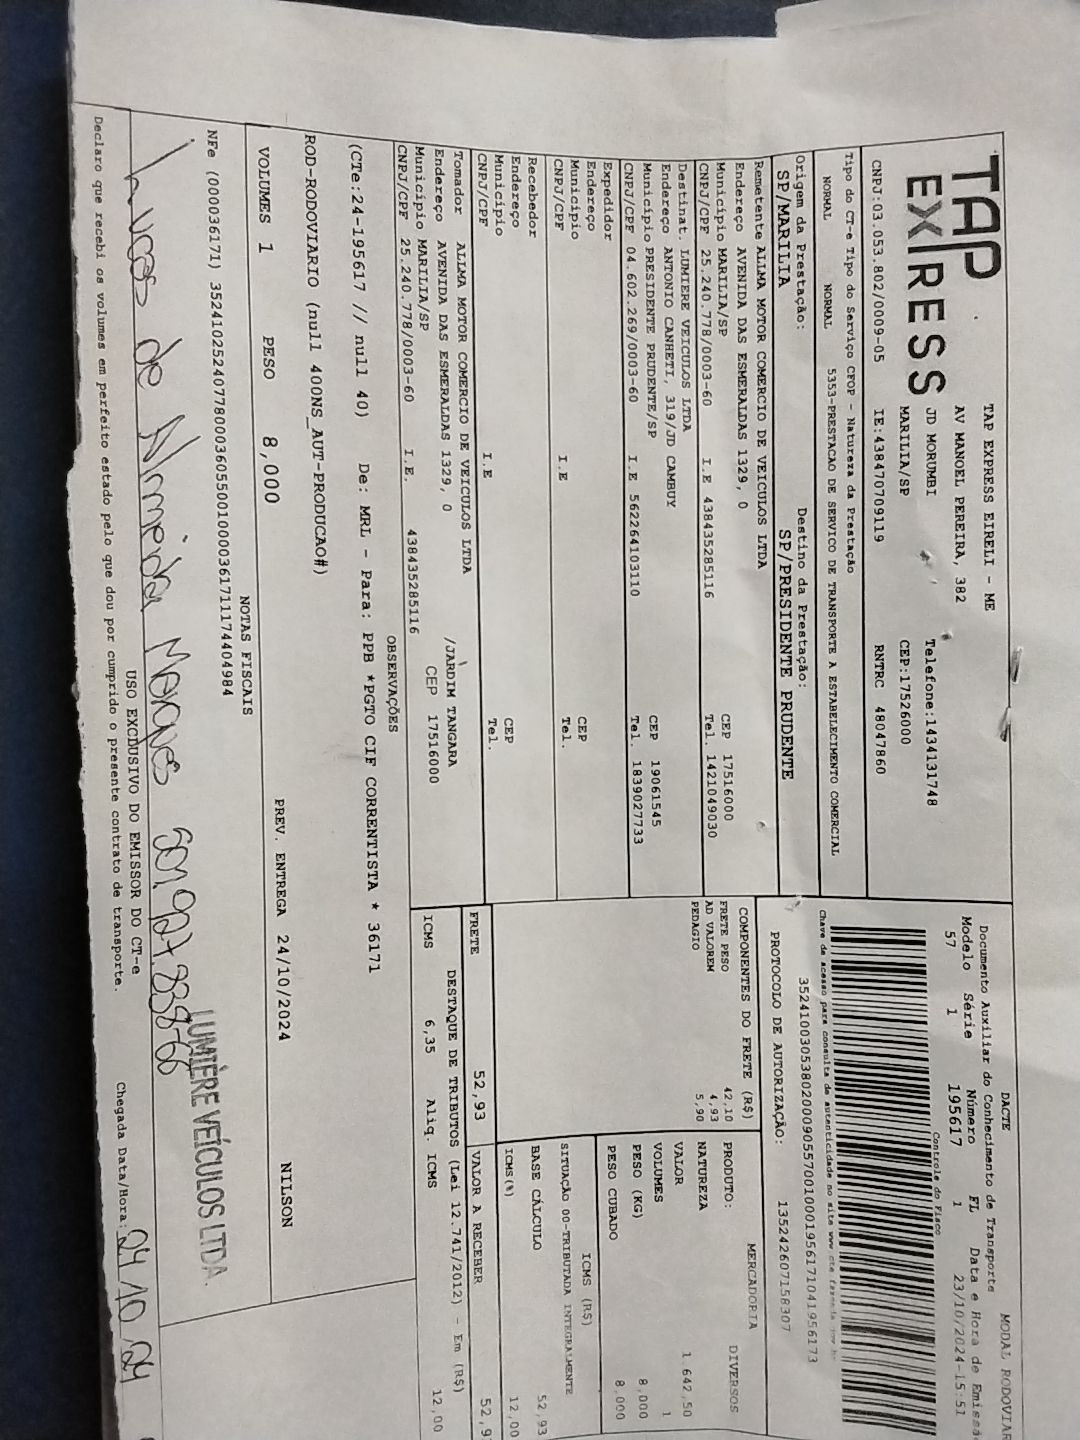 TAP
EXPRESS
TAP EXPRESS EIRELI - ME
AV MANOEL PEREIRA, 382
JD MORUMBI Telefone:1434131748
MARILIA/SP CEP:17526000
CNPJ:03.053.802/0009-05 IE:438470709119 RNTRC 48047860
DACTE MODAL RODOVIAR
Documento Auxiliar do Conhecimento de Transporte
Modelo Série Número FL Data e Hora de Emissã
57 1 195617 1 23/10/2024-15:51
Controle do Fisco
Tipo do CT-e Tipo do Serviço CFOP - Natureza da Prestação
NORMAL NORMAL 5353-PRESTACAO DE SERVICO DE TRANSPORTE A ESTABELECIMENTO COMERCIAL
Chave de acesso para consulta de autenticidade no site www cte fazenda gov br
35241003053802000905570010001956171041956173
Origem da Prestação: Destino da Prestação:
SP/MARILIA SP/PRESIDENTE PRUDENTE
PROTOCOLO DE AUTORIZAÇÃO: 135242607158307
Remetente ALLMA MOTOR COMERCIO DE VEICULOS LTDA
Endereço AVENIDA DAS ESMERALDAS 1329, 0
Município MARILIA/SP CEP 17516000
CNPJ/CPF 25.240.778/0003-60 I.E 438435285116 Tel. 1421049030
Destinat. LUMIERE VEICULOS LTDA
Endereço ANTONIO CANHETI, 319/JD CAMBUY
Município PRESIDENTE PRUDENTE/SP CEP 19061545
CNPJ/CPF 04.602.269/0003-60 I.E 562264103110 Tel. 1839027733
Expedidor
Endereço
Município CEP
CNPJ/CPF I.E Tel.
Recebedor
Endereço
Município CEP
CNPJ/CPF I.E Tel.
Tomador ALLMA MOTOR COMERCIO DE VEICULOS LTDA
Endereço AVENIDA DAS ESMERALDAS 1329, 0 /JARDIM TANGARA
Município MARILIA/SP CEP 17516000
CNPJ/CPF 25.240.778/0003-60 I.E. 438435285116
COMPONENTES DO FRETE (R$)
FRETE PESO 42,10
AD VALOREM 4,93
PEDAGIO 5,90
MERCADORIA
PRODUTO: DIVERSOS
NATUREZA
VALOR 1.642,50
VOLUMES 1
PESO (KG) 8,000
PESO CUBADO 8,000
ICMS (R$)
SITUAÇÃO 00-TRIBUTADA INTEGRALMENTE
BASE CÁLCULO 52,93
ICMS(%) 12,00
FRETE 52,93 VALOR A RECEBER 52,9
DESTAQUE DE TRIBUTOS (Lei 12.741/2012) - Em (R$)
ICMS 6,35 Aliq. ICMS 12,00
OBSERVAÇÕES
(CTe:24-195617 // null 40) De: MRL - Para: PPB *PGTO CIF CORRENTISTA * 36171
ROD-RODOVIARIO (null 400NS_AUT-PRODUCAO#)
VOLUMES 1 PESO 8,000 PREV. ENTREGA 24/10/2024 NILSON
NOTAS FISCAIS
NFe (000036171) 35241025240778000360550010000361711174404984
LUMIÈRE VEÍCULOS LTDA.
Lucas de Almeida Marques 501.927.838-66
USO EXCLUSIVO DO EMISSOR DO CT-e
Declaro que recebi os volumes em perfeito estado pelo que dou por cumprido o presente contrato de transporte. Chegada Data/Hora: 24/10/24